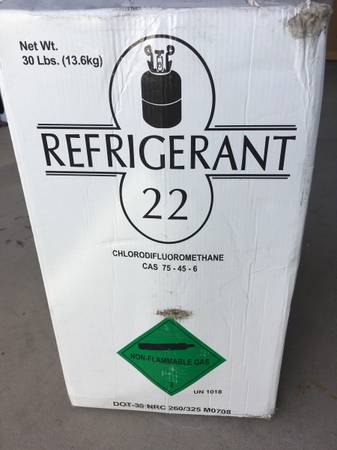 Net Wt.
30 Lbs. (13.6kg)
REFRIGERANT
22
CHLORODIFLUOROMETHANE
CAS 75 - 45 - 6
NON-FLAMMABLE GAS
2
UN 1018
DOT-39 NRC 260/325 M0708